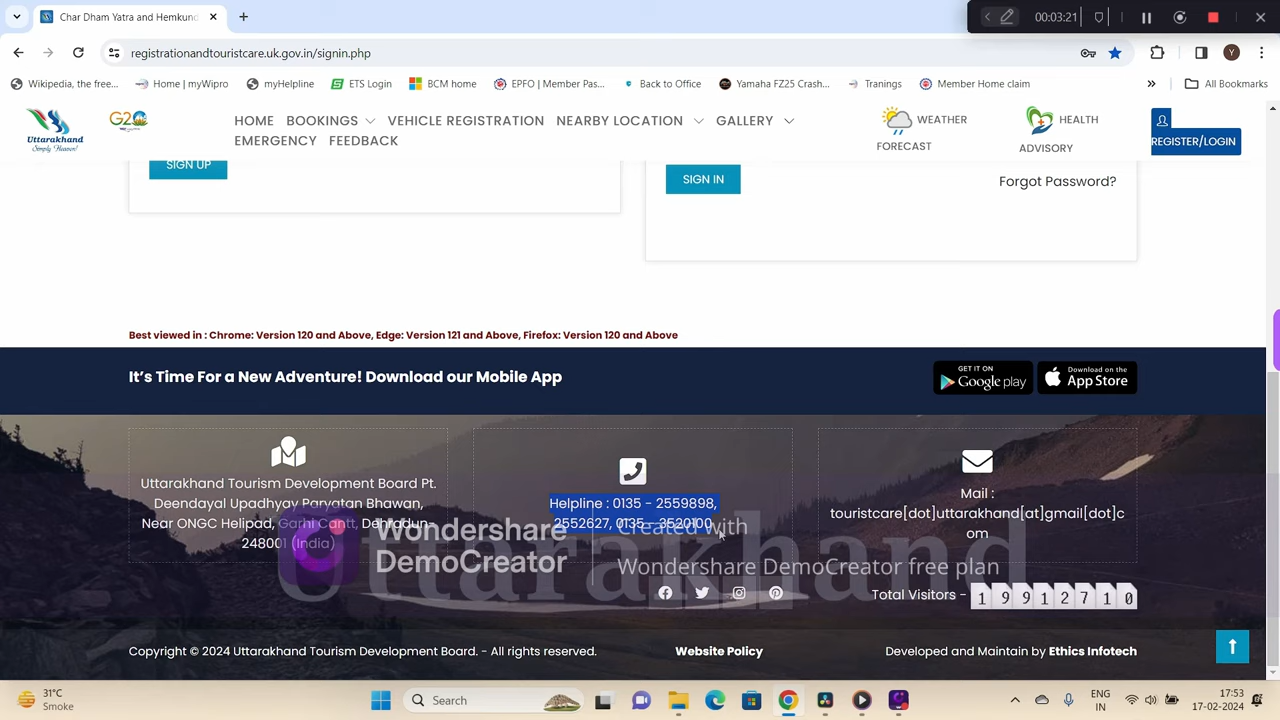 Char Dham Yatra and Hemkund
00:03:21
registrationandtouristcare.uk.gov.in/signin.php
Y
Wikipedia, the free...
Home | myWipro
myHelpline
ETS Login
BCM home
EPFO | Member Pas...
Back to Office
Yamaha FZ25 Crash...
Tranings
Member Home claim
»
All Bookmarks
Uttarakhand
Simply Heaven!
G20
HOME BOOKINGS VEHICLE REGISTRATION NEARBY LOCATION GALLERY
EMERGENCY FEEDBACK
WEATHER
FORECAST
HEALTH
ADVISORY
REGISTER/LOGIN
SIGN UP
SIGN IN
Forgot Password?
Best viewed in : Chrome: Version 120 and Above, Edge: Version 121 and Above, Firefox: Version 120 and Above
It’s Time For a New Adventure! Download our Mobile App
GET IT ON
Google play
Download on the
App Store
Uttarakhand Tourism Development Board Pt.
Deendayal Upadhyay Paryatan Bhawan,
Near ONGC Helipad, Garhi Cantt, Dehradun-
248001 (India)
Helpline : 0135 - 2559898,
2552627, 0135 - 3520100
Mail :
touristcare[dot]uttarakhand[at]gmail[dot]c
om
Wondershare
DemoCreator
Created with
Wondershare DemoCreator free plan
Uttarakhand
Total Visitors - 19912710
Copyright © 2024 Uttarakhand Tourism Development Board. - All rights reserved.
Website Policy
Developed and Maintain by Ethics Infotech
31°C
Smoke
Search
ENG
IN
17:53
17-02-2024